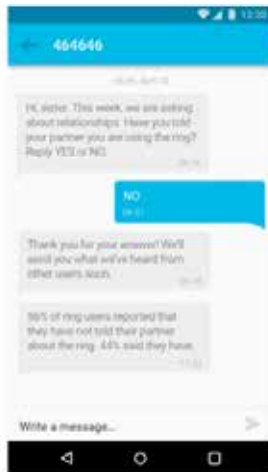 12:30
464646
Hi, sister. This week, we are asking
about relationships. Have you told
your partner you are using the ring?
Reply YES or NO.
NO
Thank you for your answer! We'll
send you what we've heard from
other users soon.
56% of ring users reported that
they have not told their partner
about the ring. 44% said they have.
Write a message...